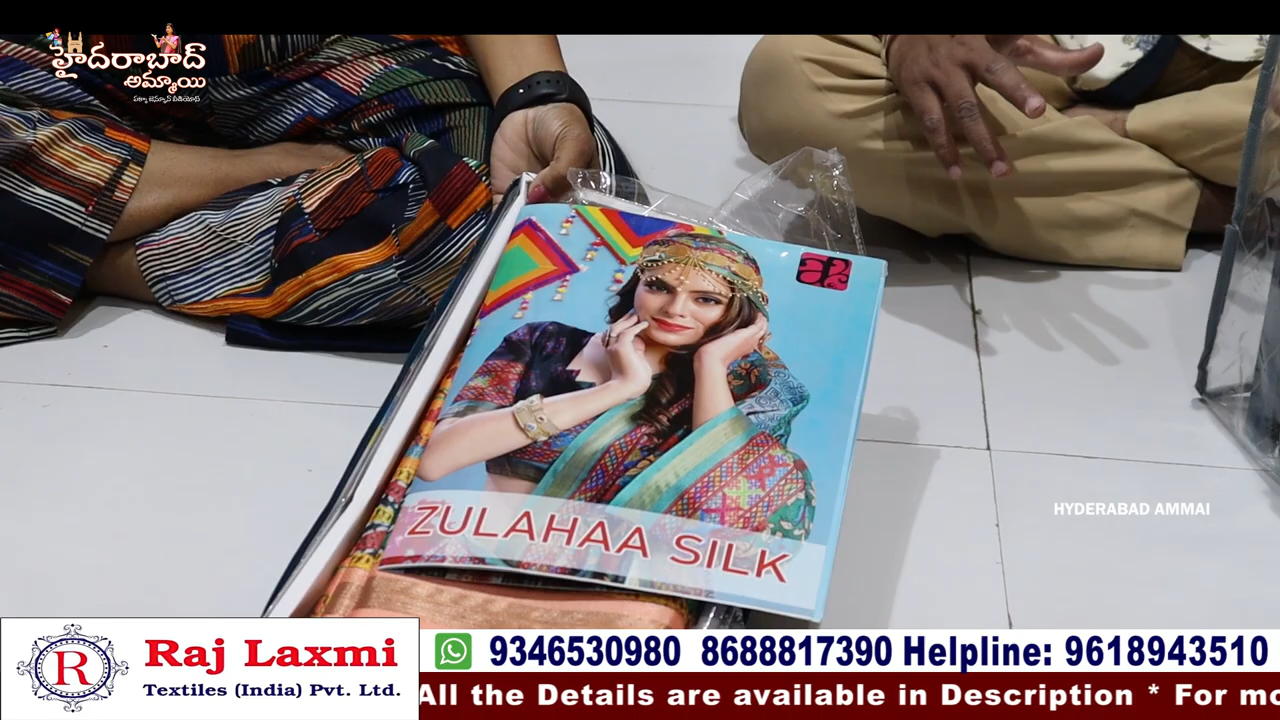 హైదరాబాద్
అమ్మాయి
పక్కా జెన్యూన్ వీడియోస్
ZULAHAA SILK
HYDERABAD AMMAI
R
Raj Laxmi
Textiles (India) Pvt. Ltd.
9346530980 8688817390 Helpline: 9618943510
All the Details are available in Description * For mo